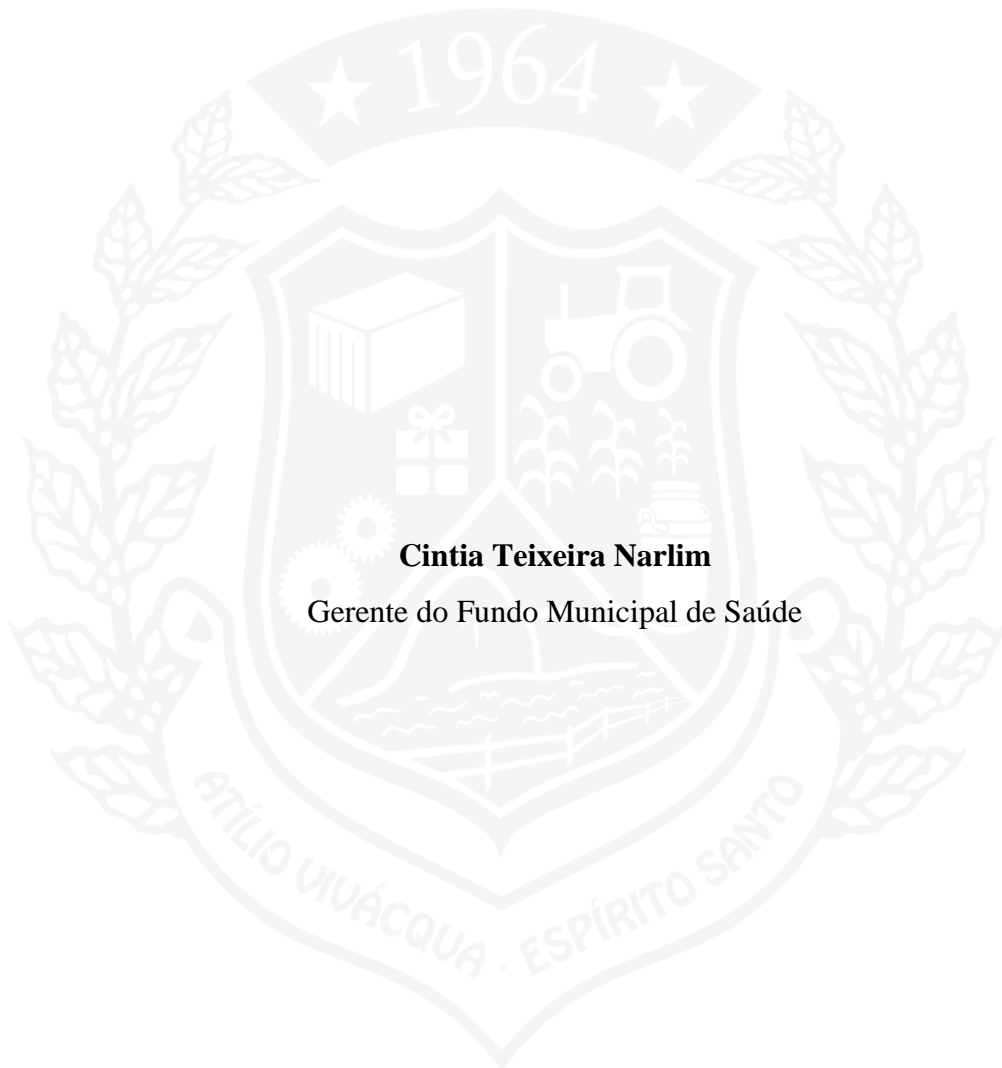 1964
Cintia Teixeira Narlim
Gerente do Fundo Municipal de Saúde
ATÍLIO VIVÁCQUA · ESPÍRITO SANTO